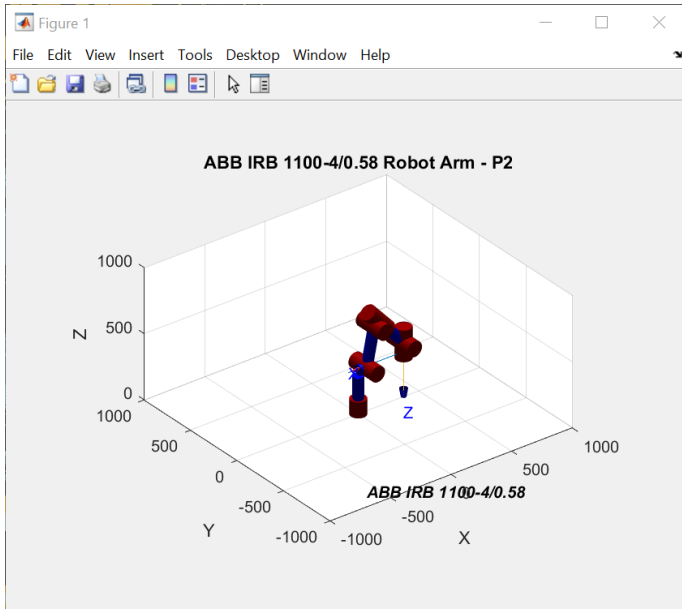 Figure 1
File Edit View Insert Tools Desktop Window Help
ABB IRB 1100-4/0.58 Robot Arm - P2
1000
500
0
Z
1000
500
0
-500
-1000
Y
-1000
-500
0
500
1000
X
X
Z
ABB IRB 1100-4/0.58